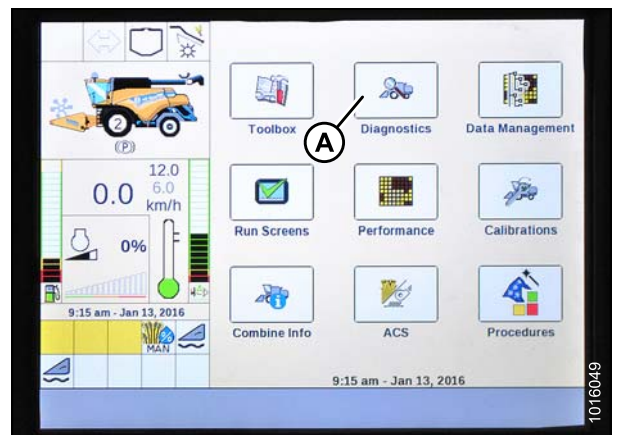 2
(P)
12.0
0.0 6.0
km/h
0%
F
9:15 am - Jan 13, 2016
MAN
Toolbox
Diagnostics
Data Management
A
Run Screens
Performance
Calibrations
Combine Info
ACS
Procedures
9:15 am - Jan 13, 2016
1016049